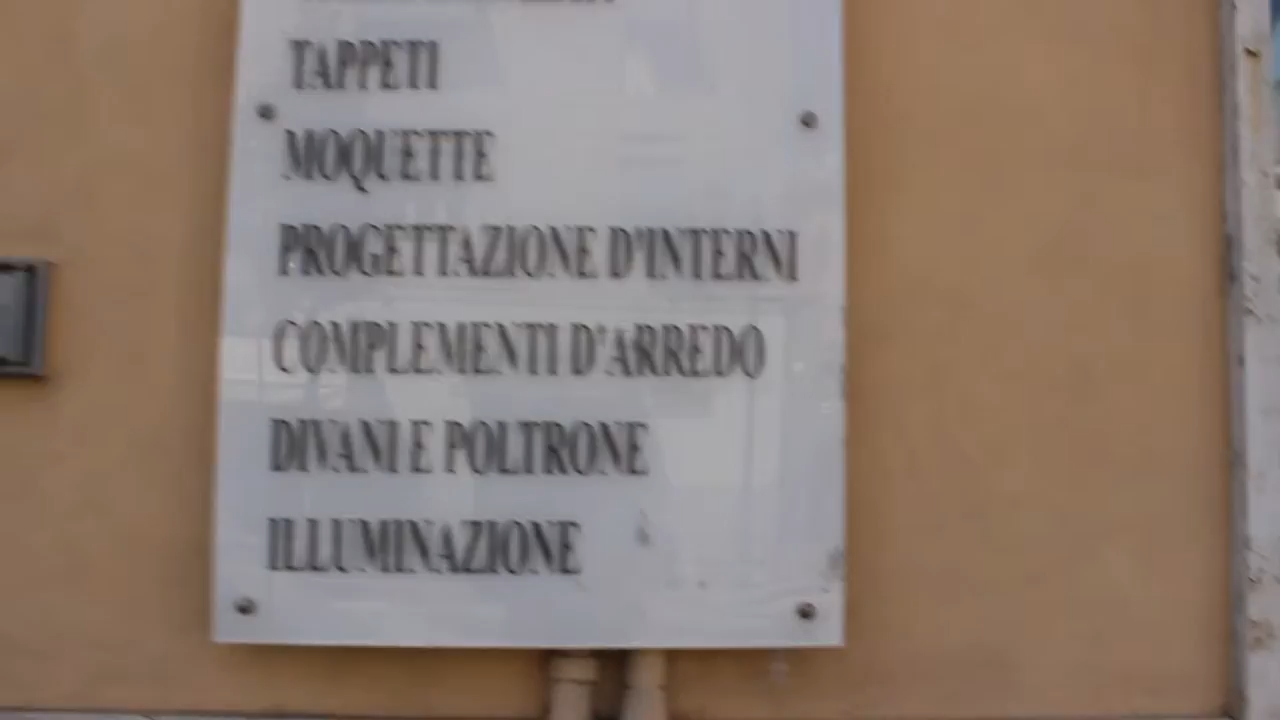 TAPPETI
MOQUETTE
PROGETTAZIONE D'INTERNI
COMPLEMENTI D'ARREDO
DIVANI E POLTRONE
ILLUMINAZIONE